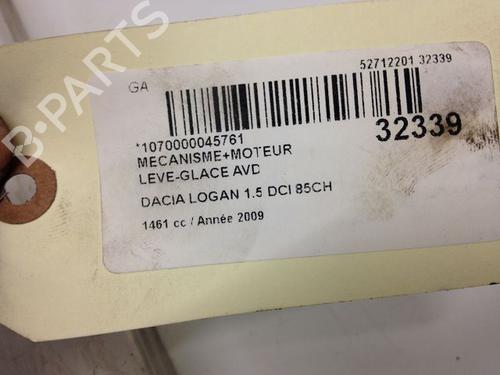 B-PARTS
GA
52712201 32339
*1070000045761
32339
MECANISME+MOTEUR
LEVE-GLACE AVD
DACIA LOGAN 1.5 DCI 85CH
1461 cc / Année 2009